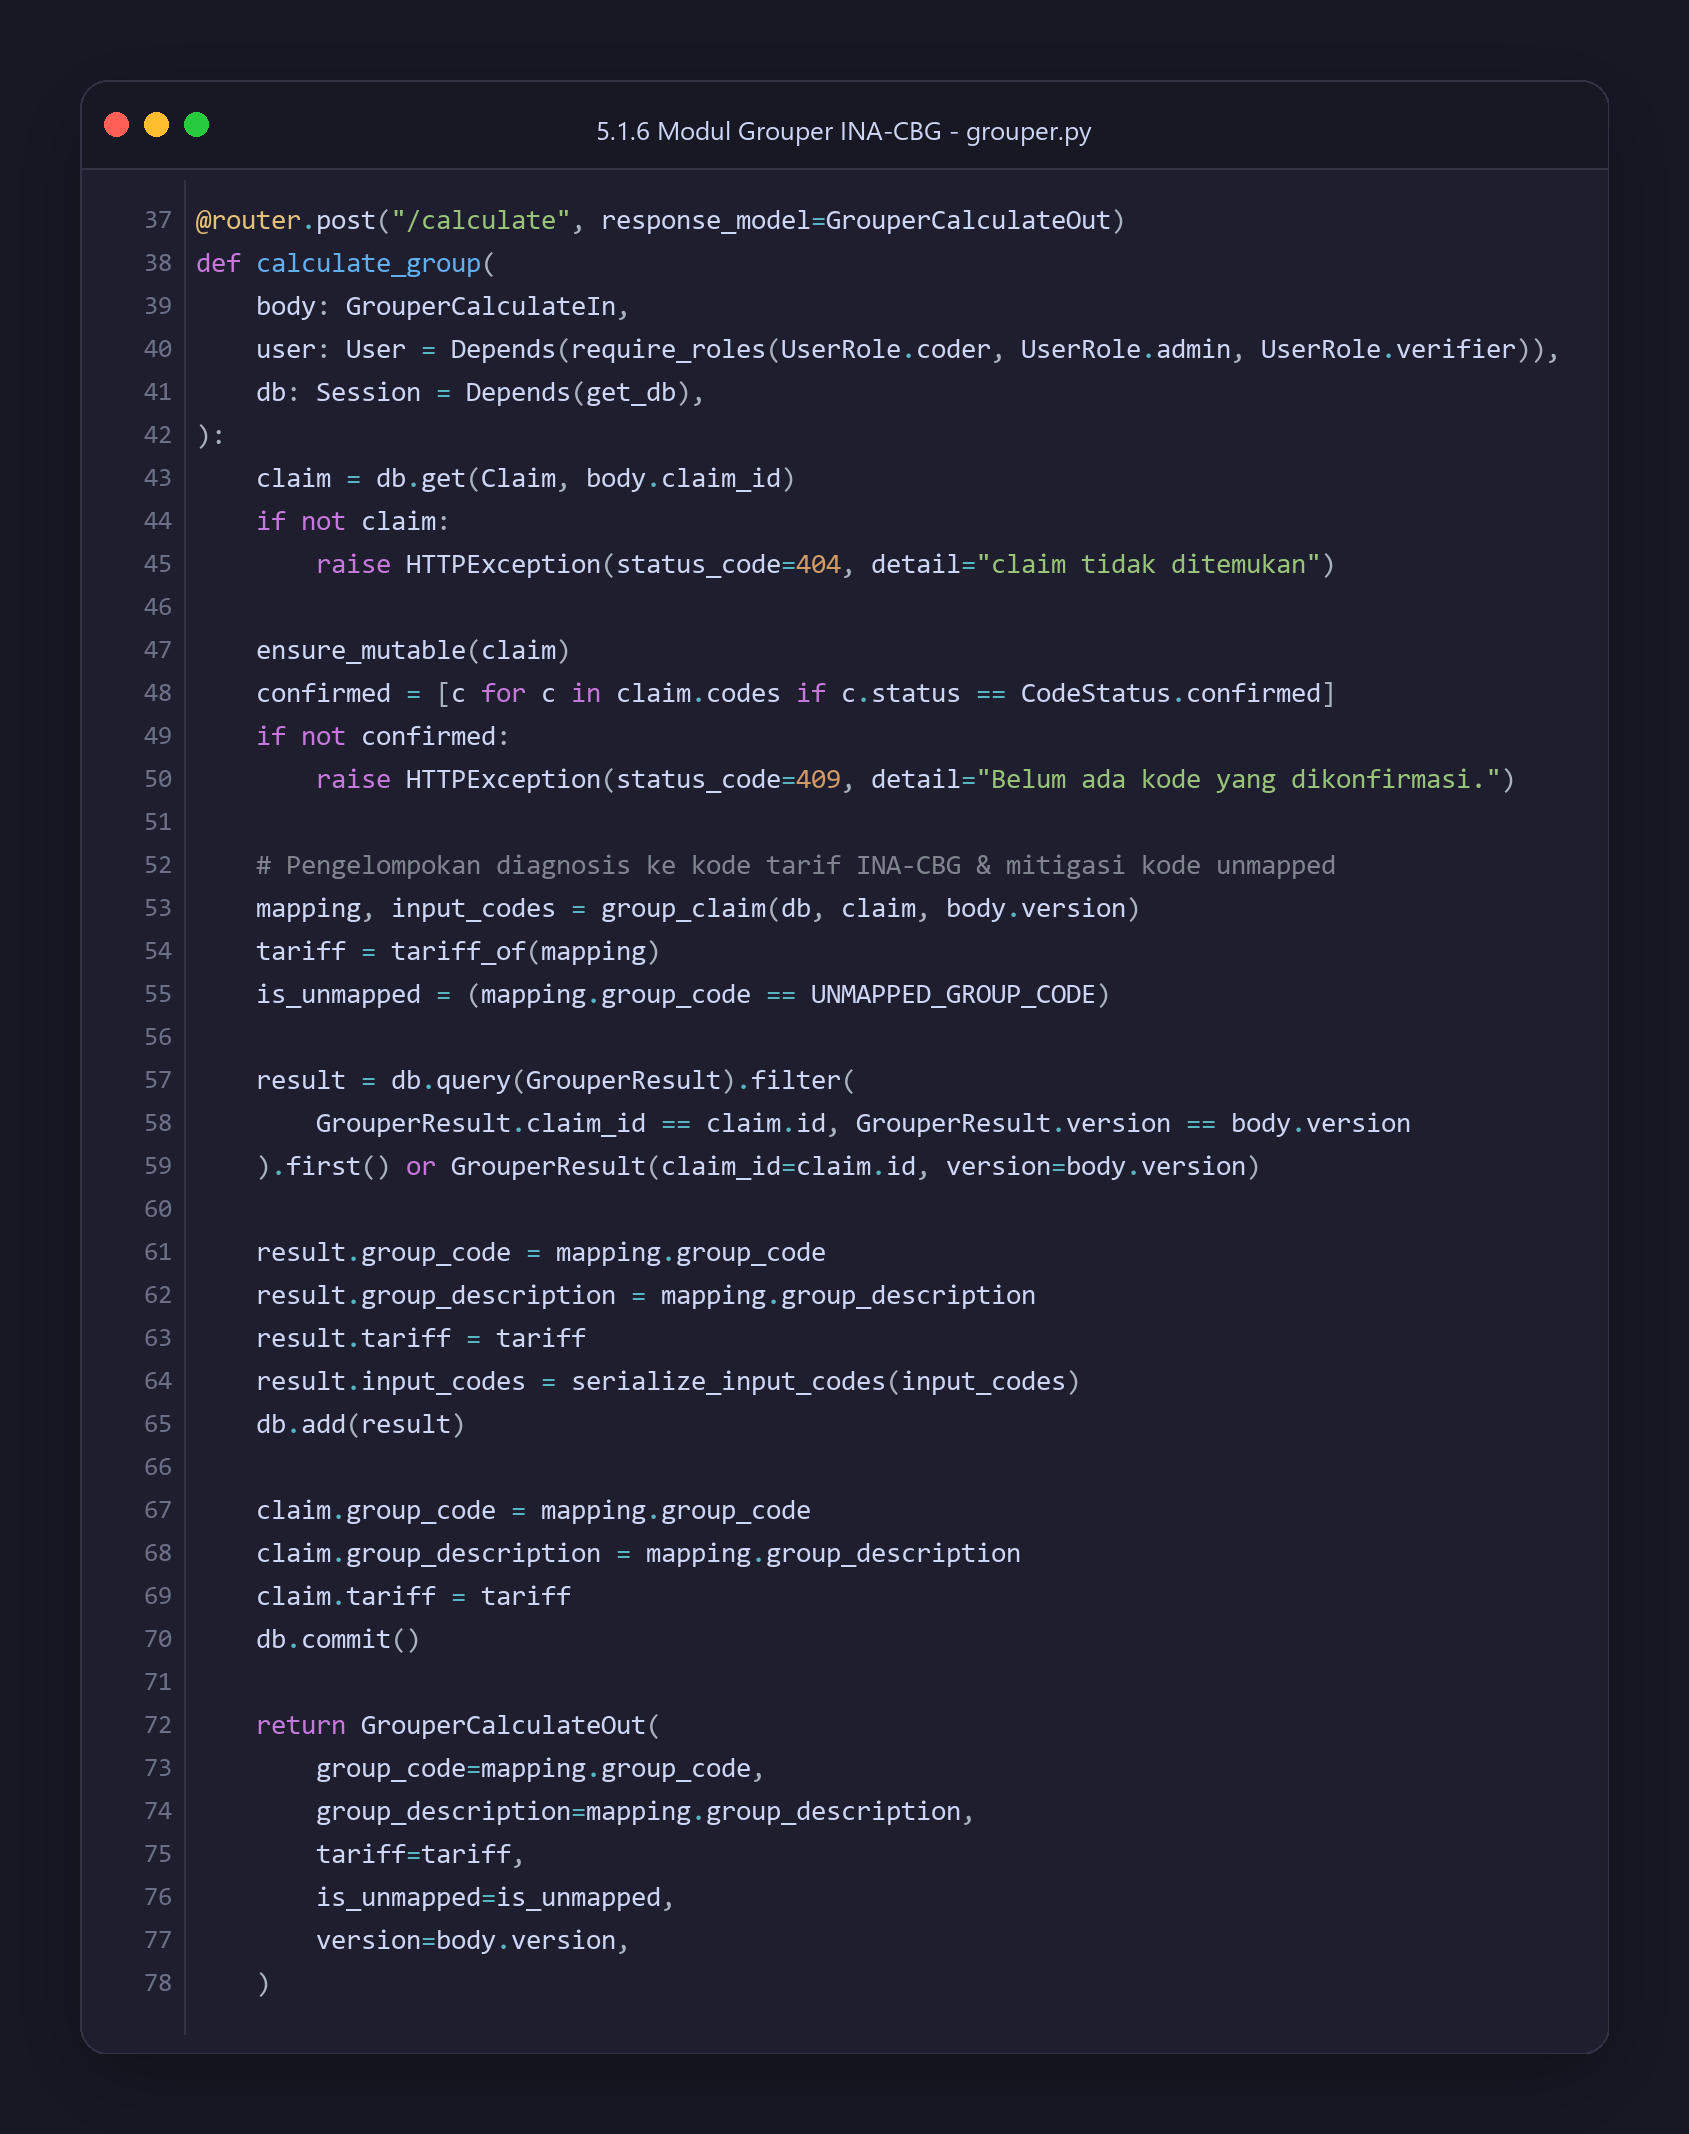 5.1.6 Modul Grouper INA-CBG - grouper.py
37 @router.post("/calculate", response_model=GrouperCalculateOut)
38 def calculate_group(
39     body: GrouperCalculateIn,
40     user: User = Depends(require_roles(UserRole.coder, UserRole.admin, UserRole.verifier)),
41     db: Session = Depends(get_db),
42 ):
43     claim = db.get(Claim, body.claim_id)
44     if not claim:
45         raise HTTPException(status_code=404, detail="claim tidak ditemukan")
46
47     ensure_mutable(claim)
48     confirmed = [c for c in claim.codes if c.status == CodeStatus.confirmed]
49     if not confirmed:
50         raise HTTPException(status_code=409, detail="Belum ada kode yang dikonfirmasi.")
51
52     # Pengelompokan diagnosis ke kode tarif INA-CBG & mitigasi kode unmapped
53     mapping, input_codes = group_claim(db, claim, body.version)
54     tariff = tariff_of(mapping)
55     is_unmapped = (mapping.group_code == UNMAPPED_GROUP_CODE)
56
57     result = db.query(GrouperResult).filter(
58         GrouperResult.claim_id == claim.id, GrouperResult.version == body.version
59     ).first() or GrouperResult(claim_id=claim.id, version=body.version)
60
61     result.group_code = mapping.group_code
62     result.group_description = mapping.group_description
63     result.tariff = tariff
64     result.input_codes = serialize_input_codes(input_codes)
65     db.add(result)
66
67     claim.group_code = mapping.group_code
68     claim.group_description = mapping.group_description
69     claim.tariff = tariff
70     db.commit()
71
72     return GrouperCalculateOut(
73         group_code=mapping.group_code,
74         group_description=mapping.group_description,
75         tariff=tariff,
76         is_unmapped=is_unmapped,
77         version=body.version,
78     )